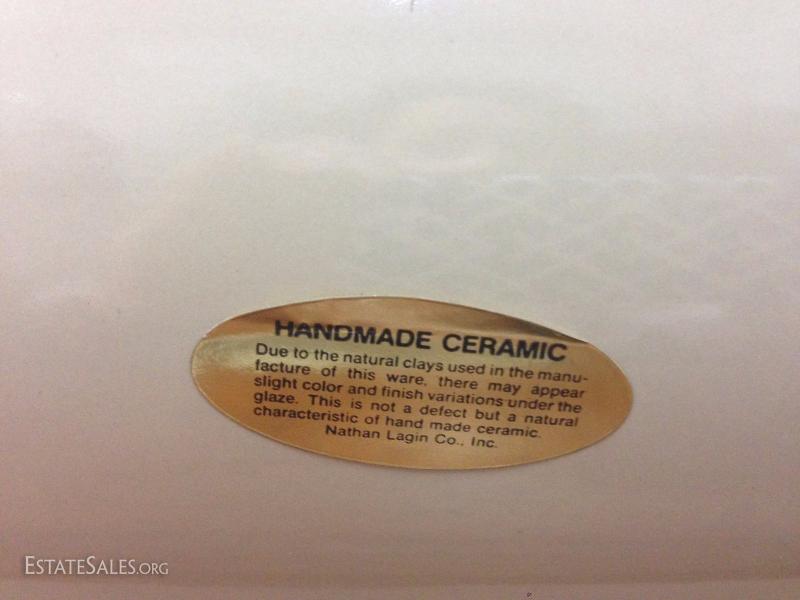 HANDMADE CERAMIC
Due to the natural clays used in the manu-
facture of this ware, there may appear
slight color and finish variations under the
glaze. This is not a defect but a natural
characteristic of hand made ceramic.
Nathan Lagin Co., Inc.
ESTATESALES.ORG